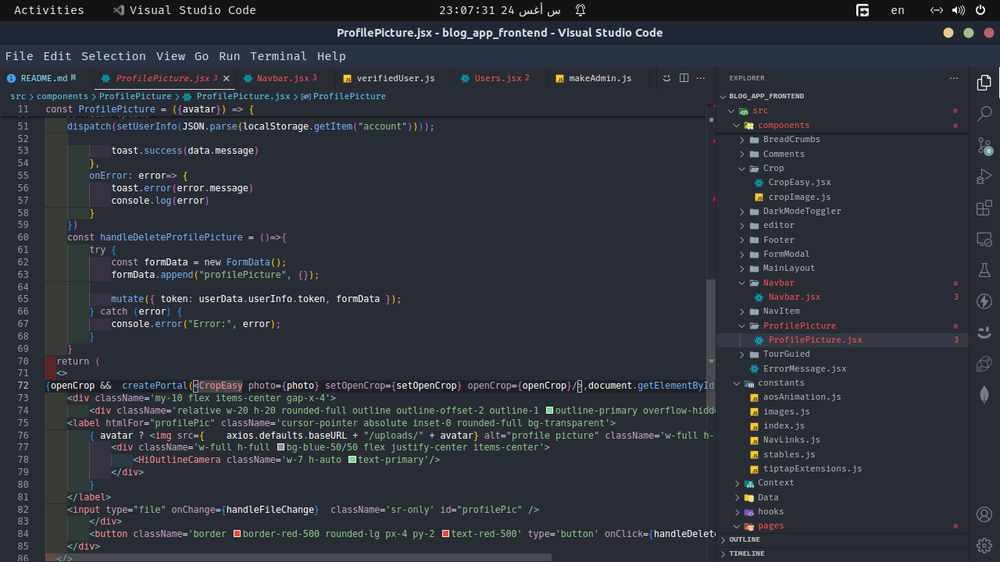 Activities
Visual Studio Code
س أغس 24 23:07:31
en
ProfilePicture.jsx - blog_app_frontend - Visual Studio Code
File Edit Selection View Go Run Terminal Help
README.md M
ProfilePicture.jsx 3
Navbar.jsx 3
verifiedUser.js
Users.jsx 2
makeAdmin.js
src > components > ProfilePicture > ProfilePicture.jsx > ProfilePicture
11 const ProfilePicture = ({avatar}) => {
51 dispatch(setUserInfo(JSON.parse(localStorage.getItem("account"))));
52
53 toast.success(data.message)
54 },
55 onError: error=> {
56 toast.error(error.message)
57 console.log(error)
58 }
59 })
60 const handleDeleteProfilePicture = ()=>{
61 try {
62 const formData = new FormData();
63 formData.append("profilePicture", {});
64
65 mutate({ token: userData.userInfo.token, formData });
66 } catch (error) {
67 console.error("Error:", error);
68 }
69 }
70 return (
71 <>
72 {openCrop && createPortal(<CropEasy photo={photo} setOpenCrop={setOpenCrop} openCrop={openCrop}/>,document.getElementById
73 <div className='my-10 flex items-center gap-x-4'>
74 <div className='relative w-20 h-20 rounded-full outline outline-offset-2 outline-1 outline-primary overflow-hidde
75 <label htmlFor="profilePic" className='cursor-pointer absolute inset-0 rounded-full bg-transparent'>
76 { avatar ? <img src={ axios.defaults.baseURL + "/uploads/" + avatar} alt="profile picture" className='w-full h-f
77 <div className='w-full h-full bg-blue-50/50 flex justify-center items-center'>
78 <HiOutlineCamera className='w-7 h-auto text-primary'/>
79 </div>
80 }
81 </label>
82 <input type="file" onChange={handleFileChange} className='sr-only' id="profilePic" />
83 </div>
84 <button className='border border-red-500 rounded-lg px-4 py-2 text-red-500' type='button' onClick={handleDelete
85 </div>
86 </>
EXPLORER
BLOG_APP_FRONTEND
src
components
BreadCrumbs
Comments
Crop
CropEasy.jsx
cropImage.js
DarkModeToggler
editor
Footer
FormModal
MainLayout
Navbar
Navbar.jsx 3
NavItem
ProfilePicture
ProfilePicture.jsx 3
TourGuied
ErrorMessage.jsx
constants
aosAnimation.js
images.js
index.js
NavLinks.js
stables.js
tiptapExtensions.js
Context
Data
hooks
pages
OUTLINE
TIMELINE
6